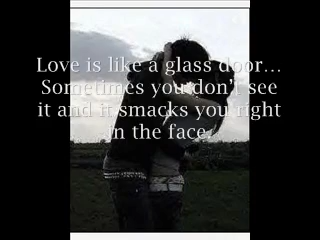 Love is like a glass door...
Sometimes you don't see
it and it smacks you right
in the face.